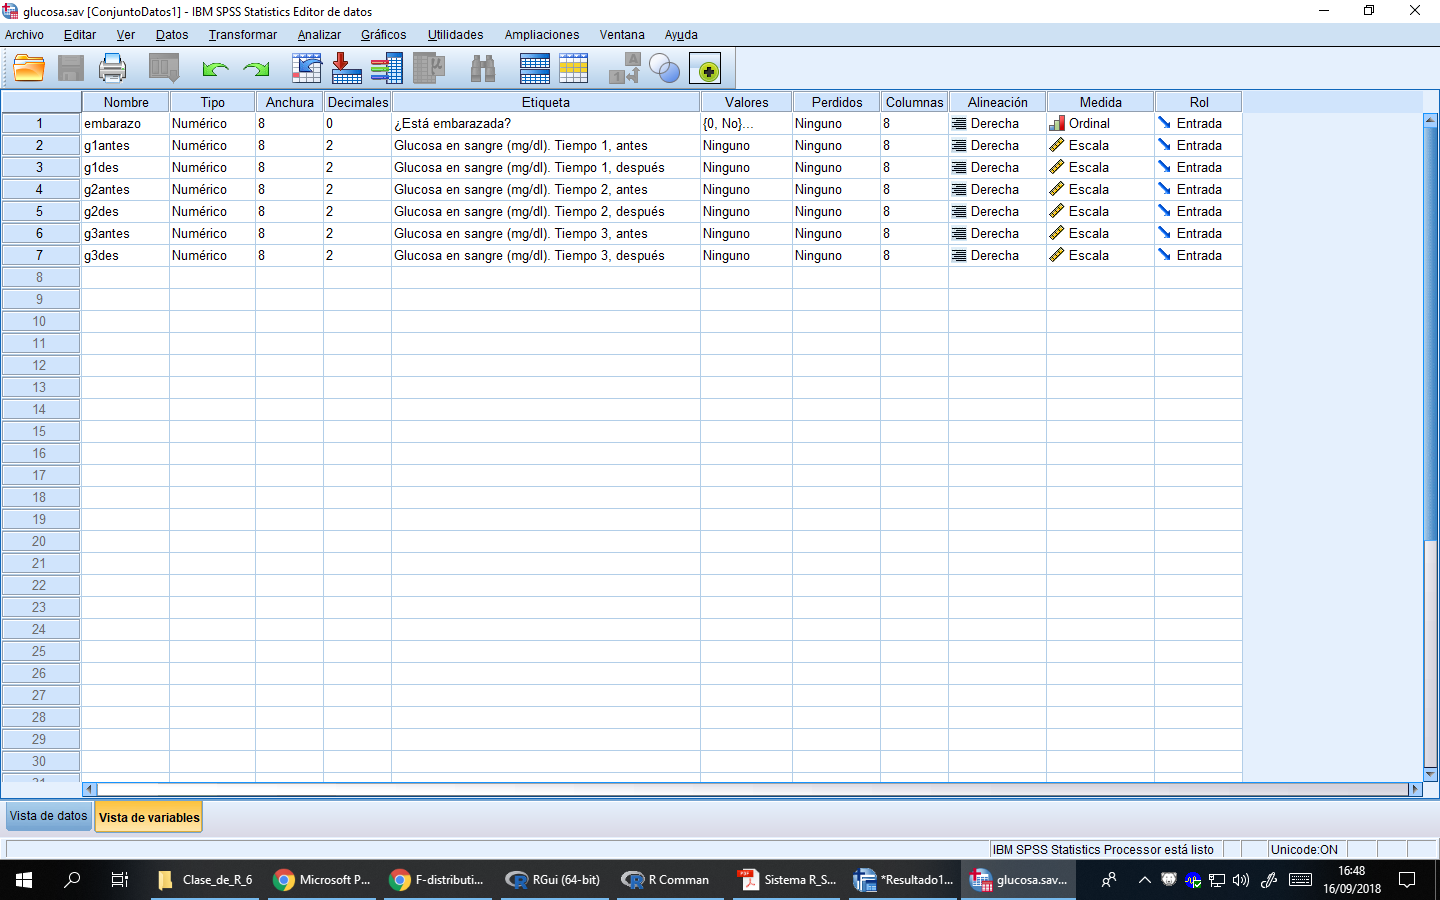 glucosa.sav [ConjuntoDatos1] - IBM SPSS Statistics Editor de datos
Archivo Editar Ver Datos Transformar Analizar Gráficos Utilidades Ampliaciones Ventana Ayuda
Nombre Tipo Anchura Decimales Etiqueta Valores Perdidos Columnas Alineación Medida Rol
1 embarazo Numérico 8 0 ¿Está embarazada? {0, No}... Ninguno 8 Derecha Ordinal Entrada
2 g1antes Numérico 8 2 Glucosa en sangre (mg/dl). Tiempo 1, antes Ninguno Ninguno 8 Derecha Escala Entrada
3 g1des Numérico 8 2 Glucosa en sangre (mg/dl). Tiempo 1, después Ninguno Ninguno 8 Derecha Escala Entrada
4 g2antes Numérico 8 2 Glucosa en sangre (mg/dl). Tiempo 2, antes Ninguno Ninguno 8 Derecha Escala Entrada
5 g2des Numérico 8 2 Glucosa en sangre (mg/dl). Tiempo 2, después Ninguno Ninguno 8 Derecha Escala Entrada
6 g3antes Numérico 8 2 Glucosa en sangre (mg/dl). Tiempo 3, antes Ninguno Ninguno 8 Derecha Escala Entrada
7 g3des Numérico 8 2 Glucosa en sangre (mg/dl). Tiempo 3, después Ninguno Ninguno 8 Derecha Escala Entrada
8
9
10
11
12
13
14
15
16
17
18
19
20
21
22
23
24
25
26
27
28
29
30
Vista de datos Vista de variables
IBM SPSS Statistics Processor está listo Unicode:ON
Clase_de_R_6 Microsoft P... F-distributi... RGui (64-bit) R Comman Sistema R_S... *Resultado1... glucosa.sav... 16:48
16/09/2018